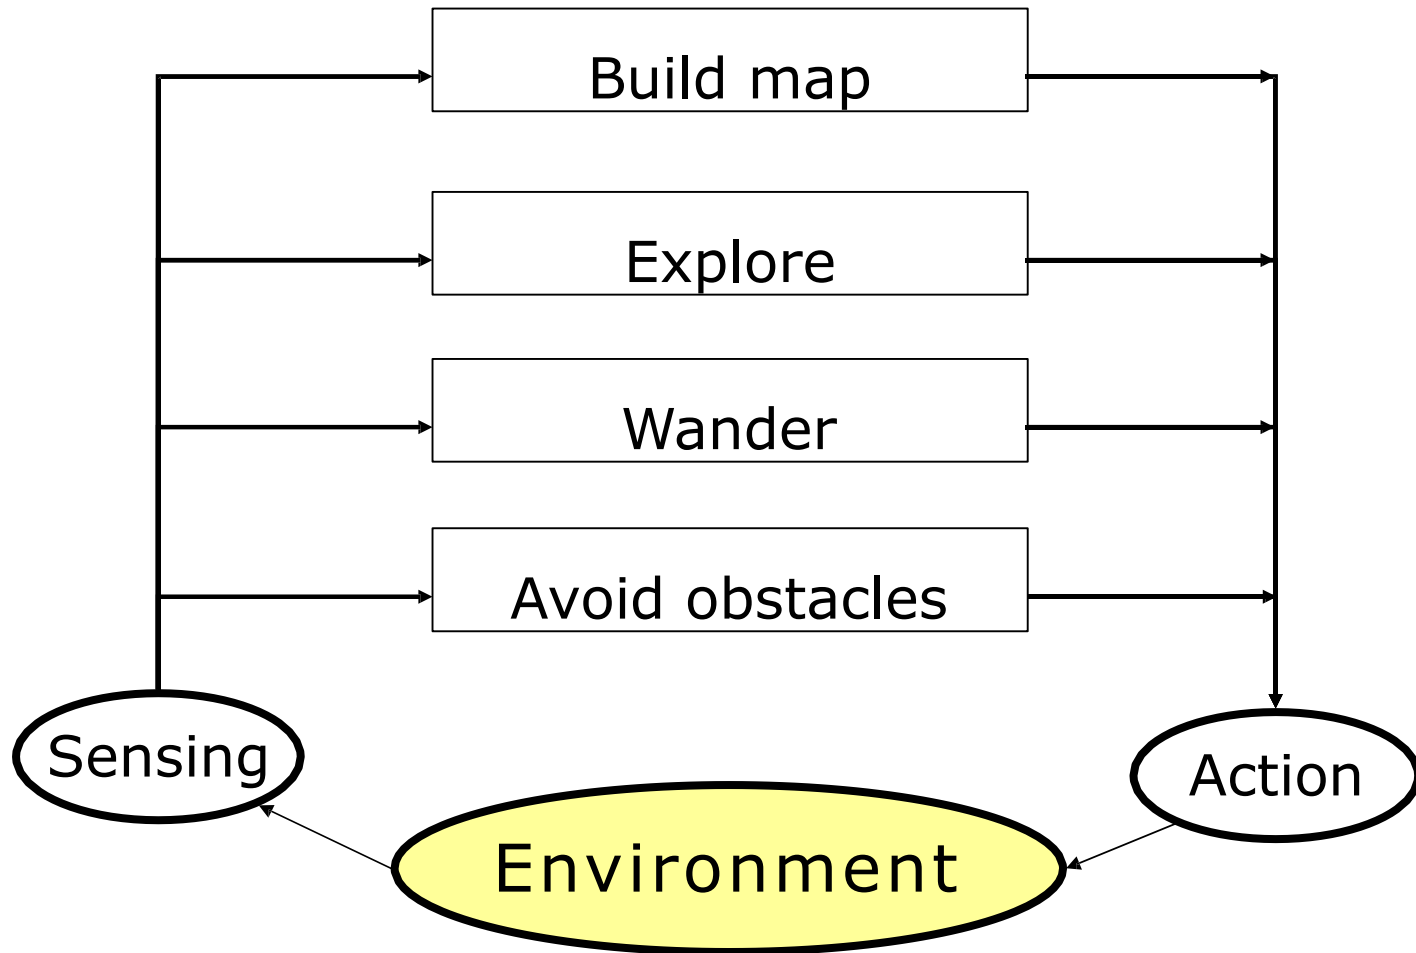 Build map
Explore
Wander
Avoid obstacles
Sensing
Action
Environment